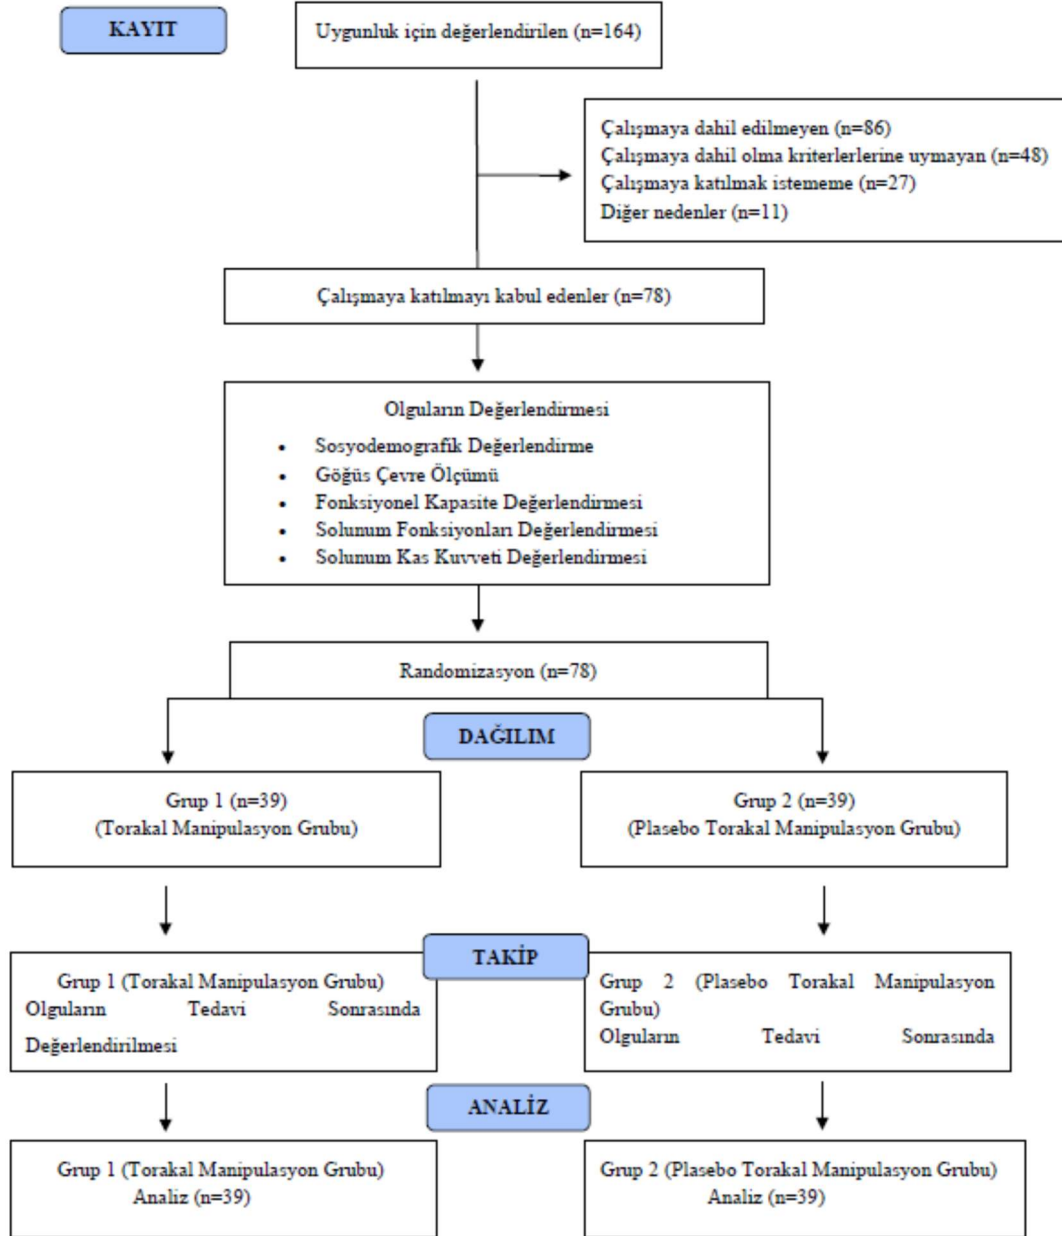 KAYIT
Uygunluk için değerlendirilen (n=164)
Çalışmaya dahil edilmeyen (n=86)
Çalışmaya dahil olma kriterlerlerine uymayan (n=48)
Çalışmaya katılmak istememe (n=27)
Diğer nedenler (n=11)
Çalışmaya katılmayı kabul edenler (n=78)
Olguların Değerlendirmesi
• Sosyodemografik Değerlendirme
• Göğüs Çevre Ölçümü
• Fonksiyonel Kapasite Değerlendirmesi
• Solunum Fonksiyonları Değerlendirmesi
• Solunum Kas Kuvveti Değerlendirmesi
Randomizasyon (n=78)
DAĞILIM
Grup 1 (n=39)
(Torakal Manipulasyon Grubu)
Grup 2 (n=39)
(Plasebo Torakal Manipulasyon Grubu)
TAKİP
Grup 1 (Torakal Manipulasyon Grubu)
Olguların Tedavi Sonrasında
Değerlendirilmesi
Grup 2 (Plasebo Torakal Manipulasyon
Grubu)
Olguların Tedavi Sonrasında
ANALİZ
Grup 1 (Torakal Manipulasyon Grubu)
Analiz (n=39)
Grup 2 (Plasebo Torakal Manipulasyon Grubu)
Analiz (n=39)